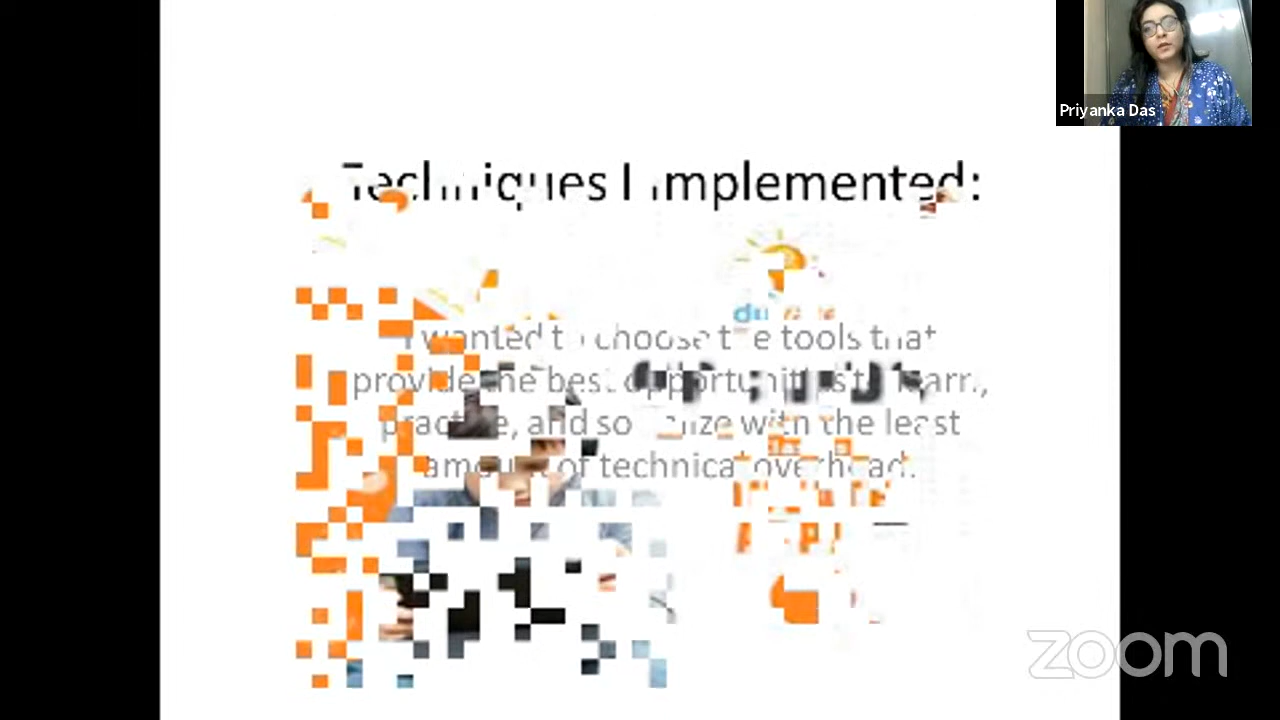 Priyanka Das
Techniques I implemented:
I wanted to choose the tools that
provide the best opportunities to learn,
practice, and socialize with the least
amount of technical overhead.
zoom